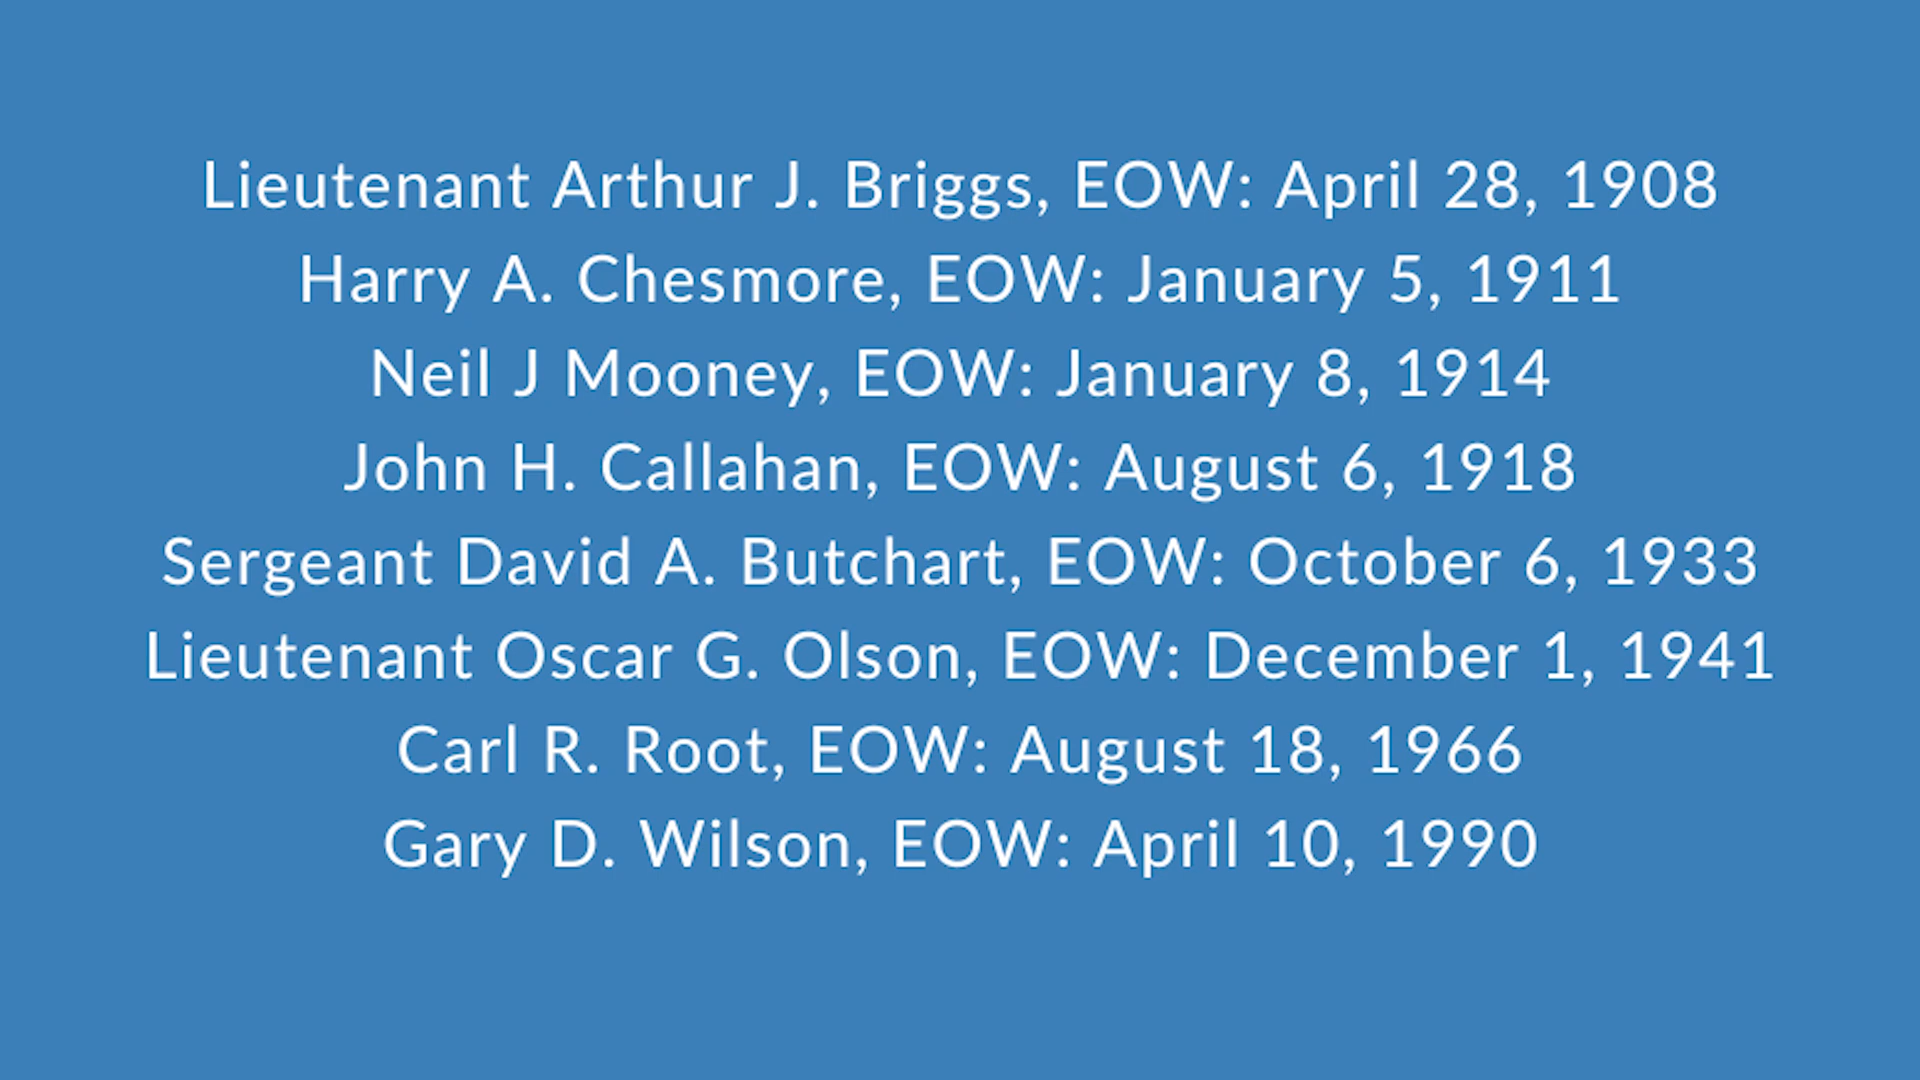 Lieutenant Arthur J. Briggs, EOW: April 28, 1908
Harry A. Chesmore, EOW: January 5, 1911
Neil J Mooney, EOW: January 8, 1914
John H. Callahan, EOW: August 6, 1918
Sergeant David A. Butchart, EOW: October 6, 1933
Lieutenant Oscar G. Olson, EOW: December 1, 1941
Carl R. Root, EOW: August 18, 1966
Gary D. Wilson, EOW: April 10, 1990